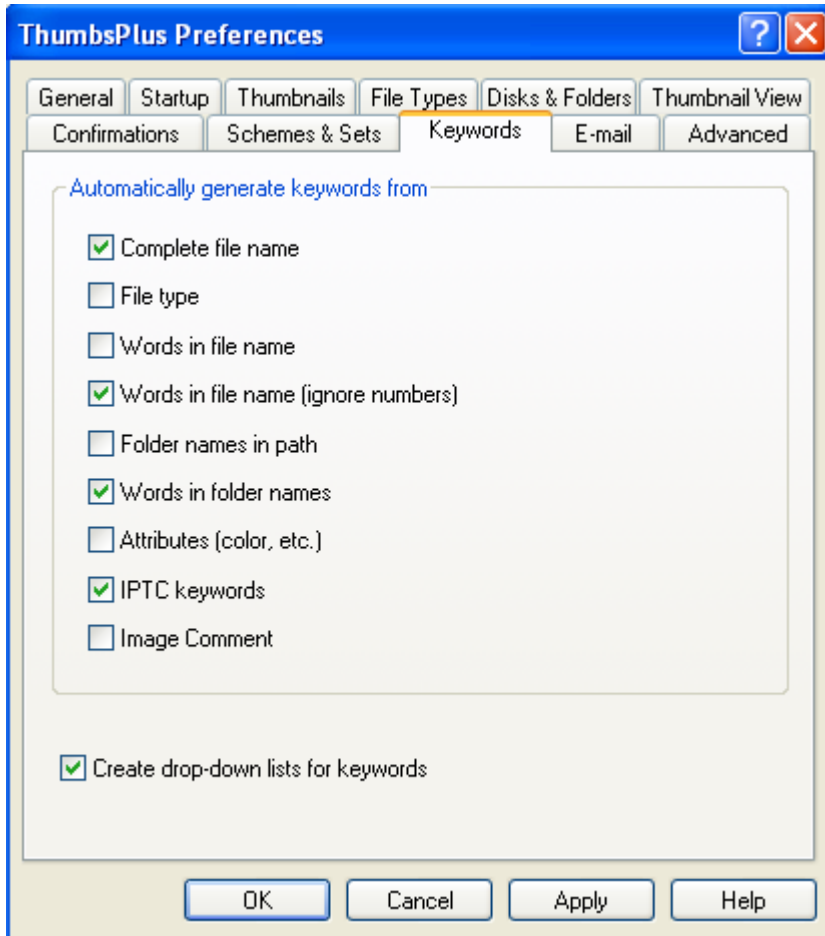 ThumbsPlus Preferences
General Startup Thumbnails File Types Disks & Folders Thumbnail View
Confirmations Schemes & Sets Keywords E-mail Advanced
Automatically generate keywords from
Complete file name
File type
Words in file name
Words in file name (ignore numbers)
Folder names in path
Words in folder names
Attributes (color, etc.)
IPTC keywords
Image Comment
Create drop-down lists for keywords
OK Cancel Apply Help